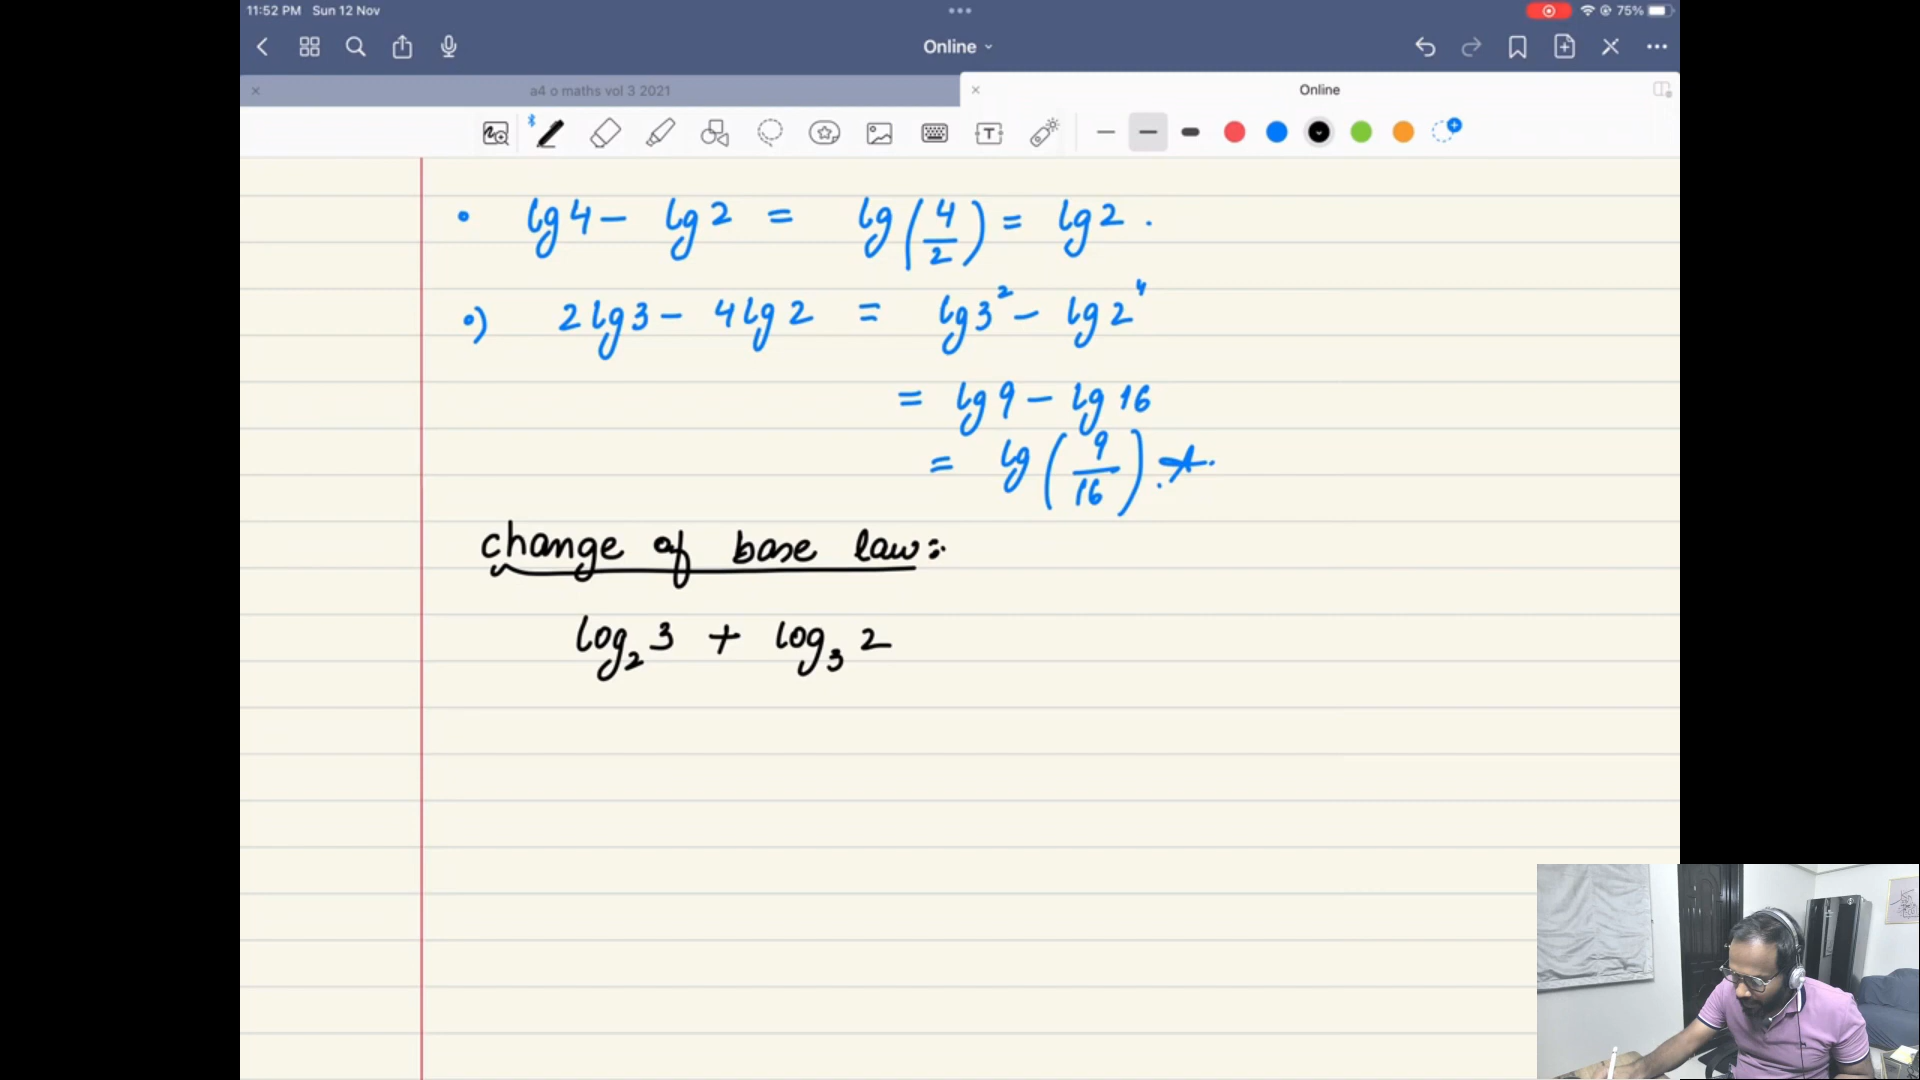 11:52 PM Sun 12 Nov
75%
Online
a4 o maths vol 3 2021
Online
• lg4 – lg2 = lg(4/2) = lg2 .
•) 2lg3 – 4lg2 = lg3² – lg2⁴
= lg9 – lg16
= lg(9/16)
change of base law:
log₂3 + log₃2